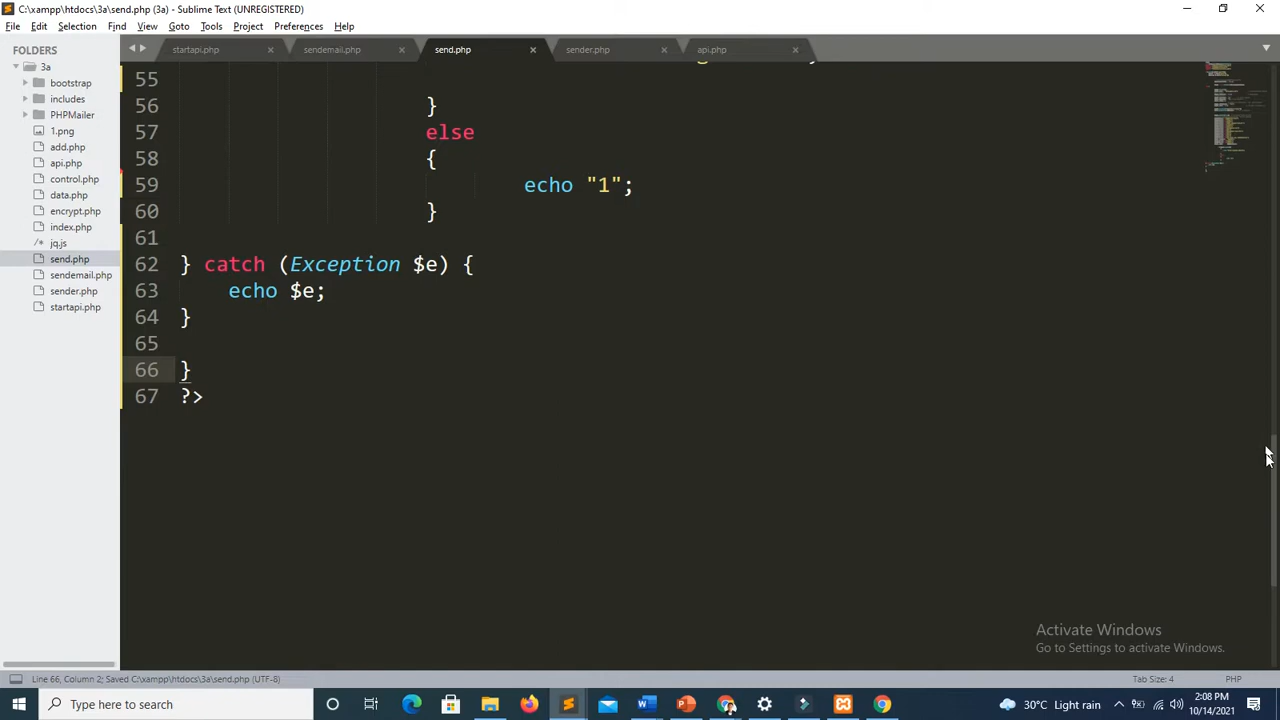 C:\xampp\htdocs\3a\send.php (3a) - Sublime Text (UNREGISTERED)
File Edit Selection Find View Goto Tools Project Preferences Help
FOLDERS
3a
bootstrap
includes
PHPMailer
1.png
add.php
api.php
control.php
data.php
encrypt.php
index.php
jq.js
send.php
sendemail.php
sender.php
startapi.php
startapi.php sendemail.php send.php sender.php api.php
55
56 }
57 else
58 {
59 echo "1";
60 }
61
62 } catch (Exception $e) {
63 echo $e;
64 }
65
66 }
67 ?>
Activate Windows
Go to Settings to activate Windows.
Line 66, Column 2; Saved C:\xampp\htdocs\3a\send.php (UTF-8) Tab Size: 4 PHP
Type here to search
30°C Light rain
2:08 PM
10/14/2021